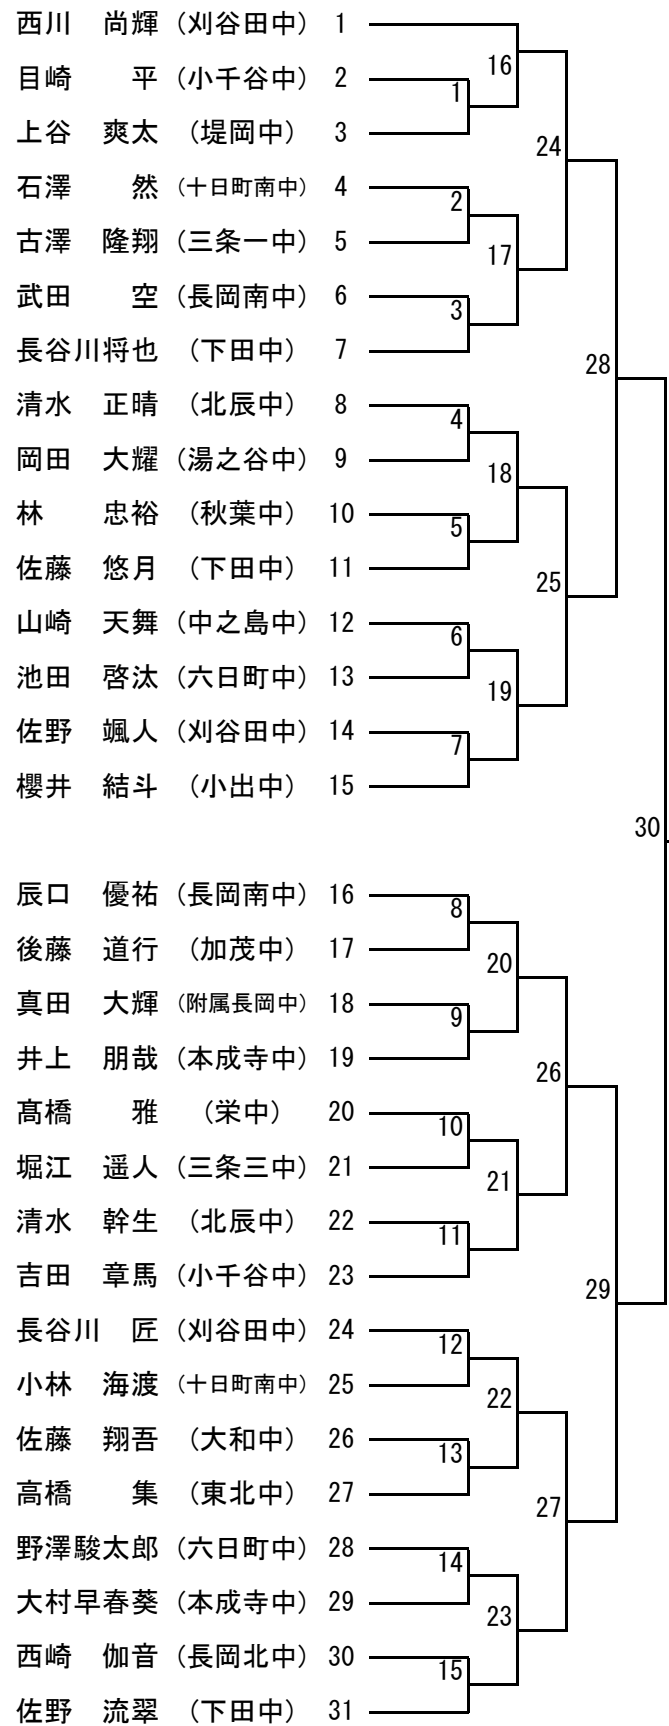 西川 尚輝 (刈谷田中) 1
16
目崎 平 (小千谷中) 2
1
上谷 爽太 (堤岡中) 3
24
石澤 然 (十日町南中) 4
2
古澤 隆翔 (三条一中) 5
17
武田 空 (長岡南中) 6
3
長谷川将也 (下田中) 7
28
清水 正晴 (北辰中) 8
4
岡田 大耀 (湯之谷中) 9
18
林 忠裕 (秋葉中) 10
5
佐藤 悠月 (下田中) 11
25
山崎 天舞 (中之島中) 12
6
池田 啓汰 (六日町中) 13
19
佐野 颯人 (刈谷田中) 14
7
櫻井 結斗 (小出中) 15
30
辰口 優祐 (長岡南中) 16
8
後藤 道行 (加茂中) 17
20
真田 大輝 (附属長岡中) 18
9
井上 朋哉 (本成寺中) 19
26
髙橋 雅 (栄中) 20
10
堀江 遥人 (三条三中) 21
21
清水 幹生 (北辰中) 22
11
吉田 章馬 (小千谷中) 23
29
長谷川 匠 (刈谷田中) 24
12
小林 海渡 (十日町南中) 25
22
佐藤 翔吾 (大和中) 26
13
高橋 集 (東北中) 27
27
野澤駿太郎 (六日町中) 28
14
大村早春葵 (本成寺中) 29
23
西崎 伽音 (長岡北中) 30
15
佐野 流翠 (下田中) 31